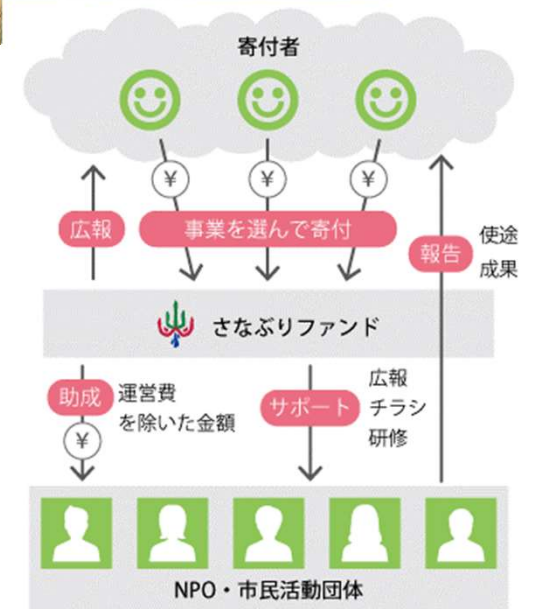 寄付者
¥ ¥ ¥
広報
事業を選んで寄付
報告
使途
成果
さなぶりファンド
助成
運営費
を除いた金額
¥
サポート
広報
チラシ
研修
NPO・市民活動団体